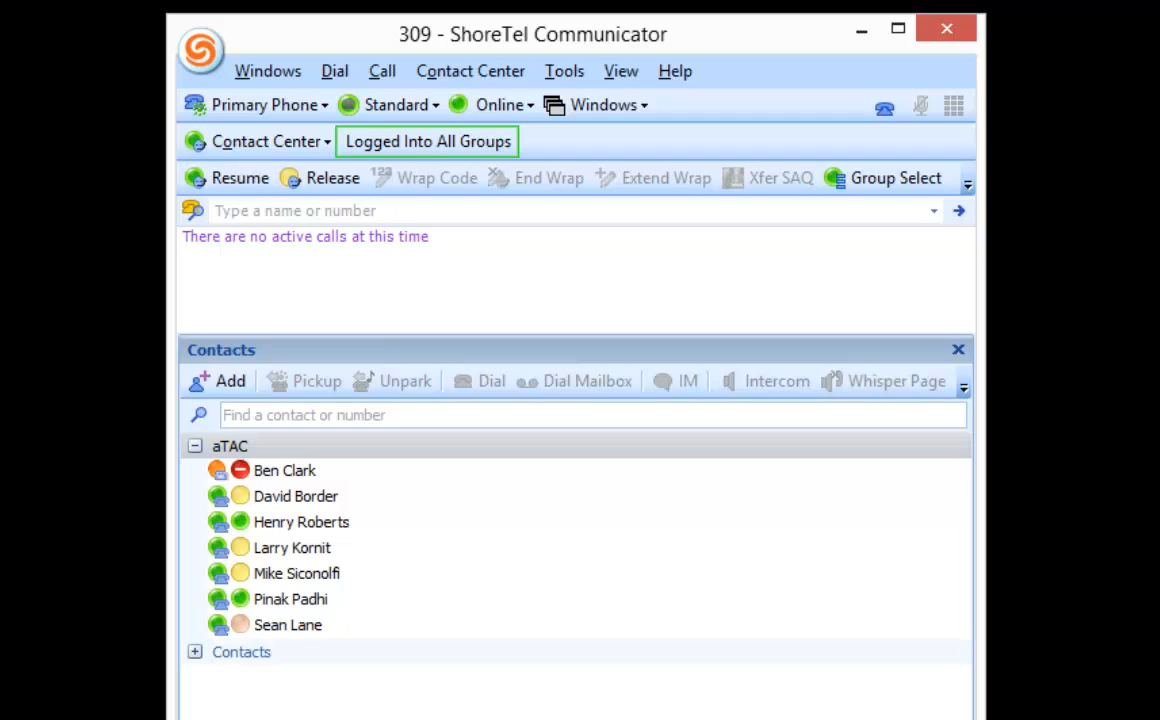 309 - ShoreTel Communicator
Windows Dial Call Contact Center Tools View Help
Primary Phone Standard Online Windows
Contact Center Logged Into All Groups
Resume Release 123 Wrap Code End Wrap Extend Wrap Xfer SAQ Group Select
Type a name or number
There are no active calls at this time
Contacts
Add Pickup Unpark Dial Dial Mailbox IM Intercom Whisper Page
Find a contact or number
aTAC
Ben Clark
David Border
Henry Roberts
Larry Kornit
Mike Siconolfi
Pinak Padhi
Sean Lane
Contacts